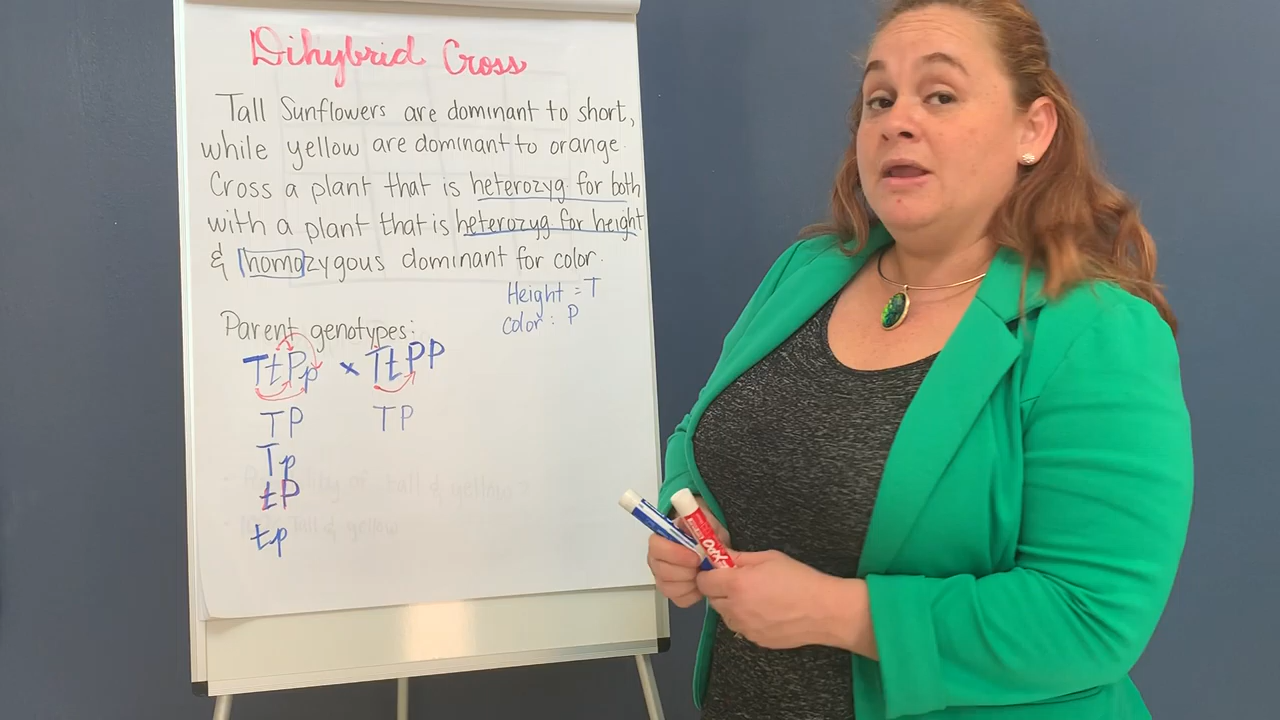 Dihybrid Cross
Tall Sunflowers are dominant to short,
while yellow are dominant to orange.
Cross a plant that is heterozyg. for both
with a plant that is heterozyg for height
& homozygous dominant for color.
Height = T
Color : P
Parent genotypes:
TtPp × TtPP
TP TP
Tp
tP
tp
EXPO